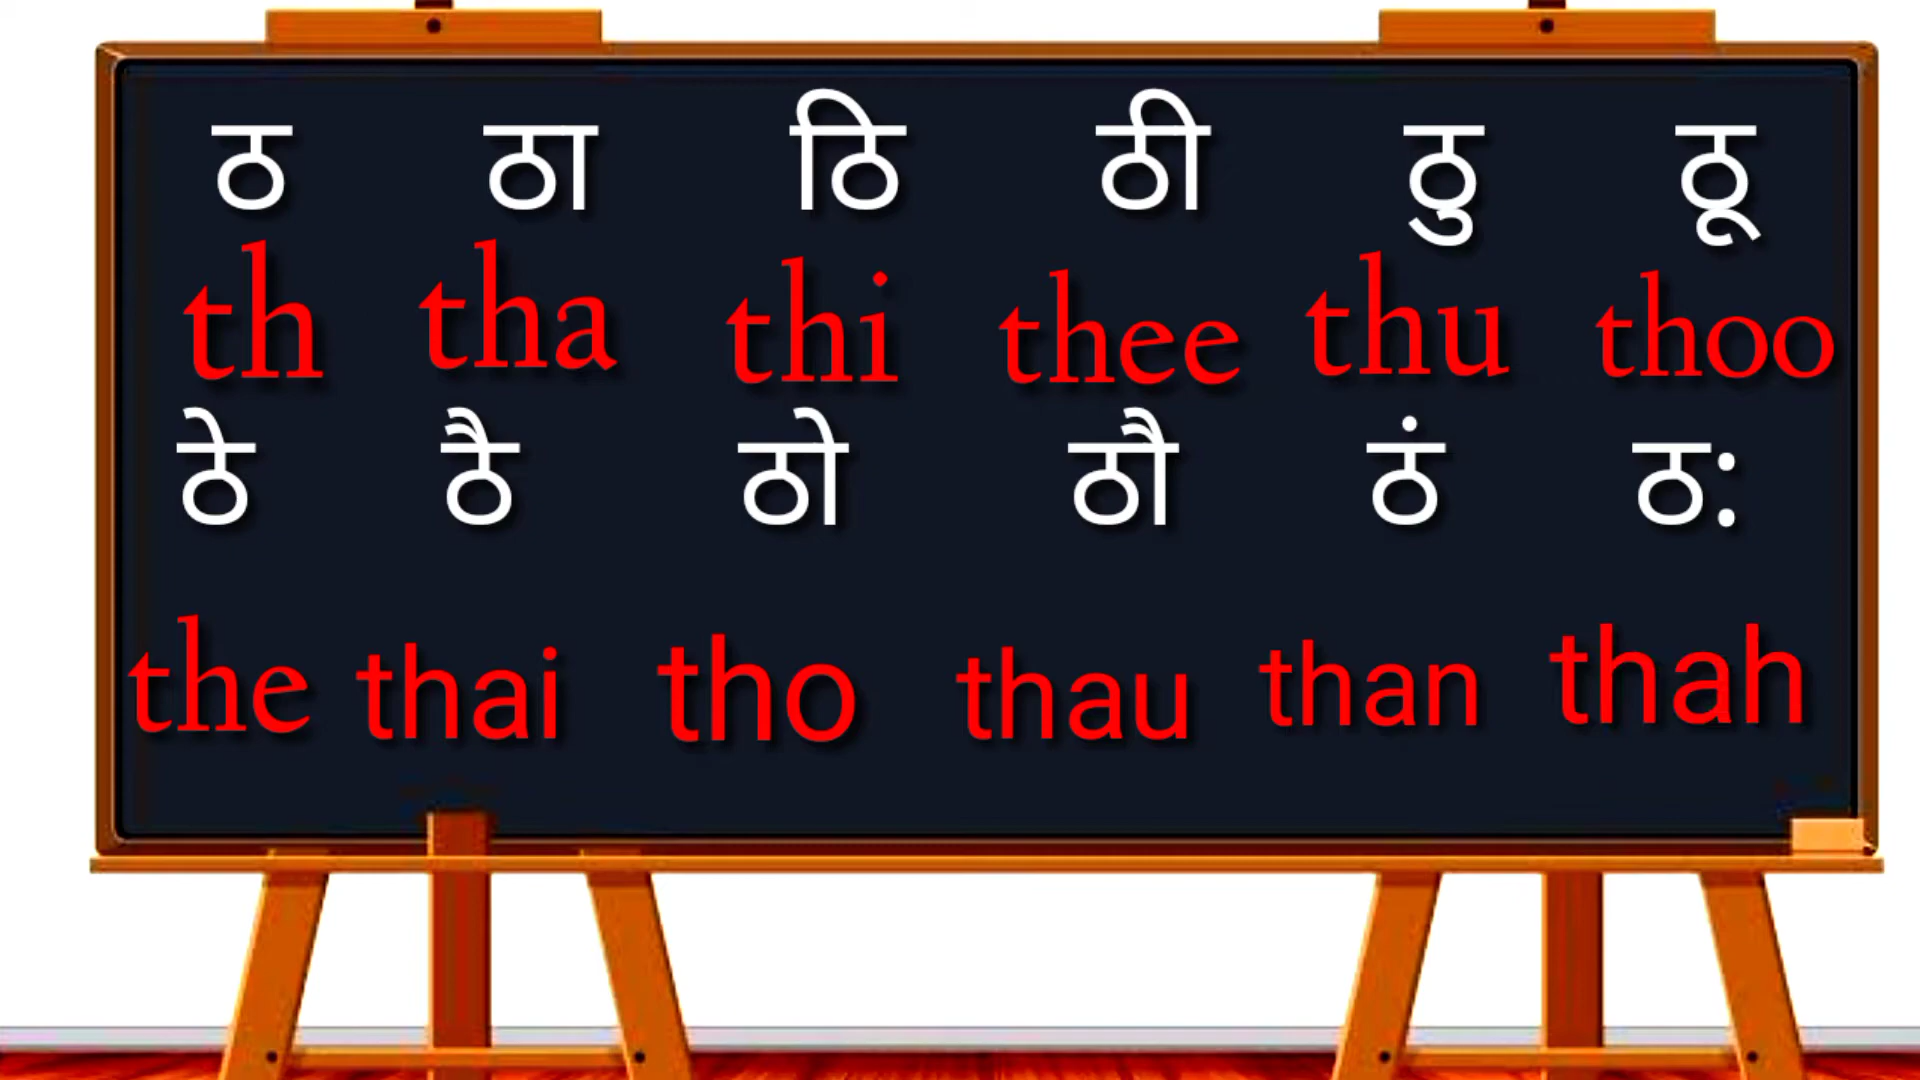 ठ ठा ठि ठी ठु ठू
th tha thi thee thu thoo
ठे ठै ठो ठौ ठं ठ:
the thai tho thau than thah